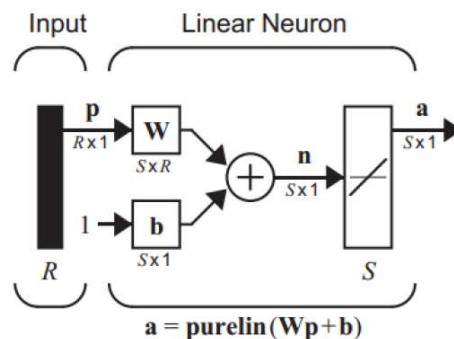 Input Linear Neuron
p W n a
R x 1 S x R S x 1 S x 1
1 b
S x 1
R S
a = purelin(Wp+b)